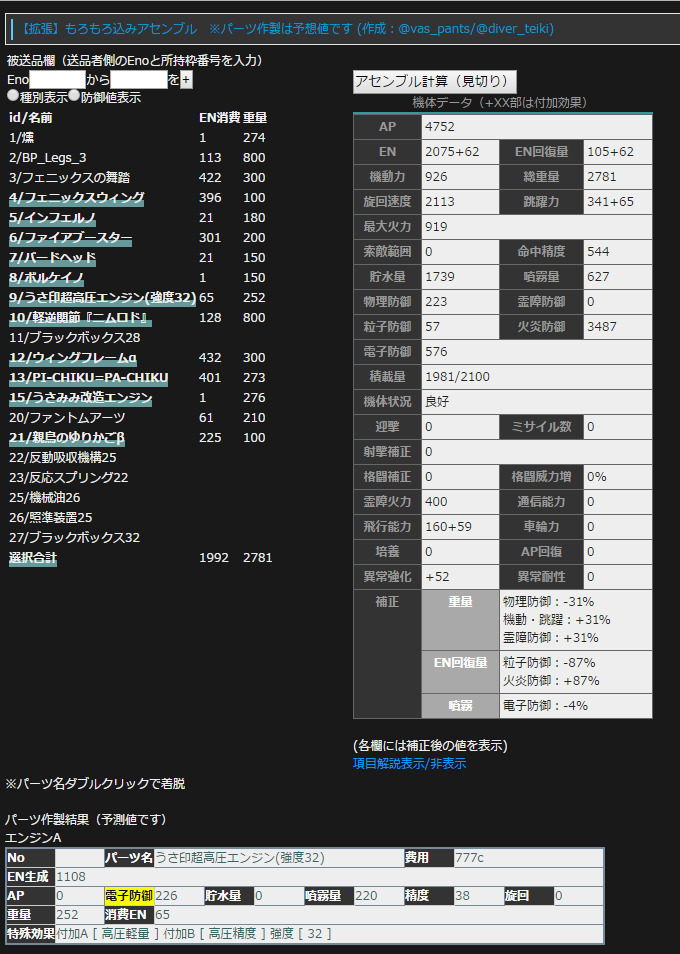 【拡張】もろもろ込みアセンブル　※パーツ作製は予想値です (作成：@vas_pants/@diver_teiki)
被送品欄（送品者側のEnoと所持枠番号を入力）
Eno から を +
種別表示 防御値表示
id/名前 EN消費 重量
1/燸 1 274
2/BP_Legs_3 113 800
3/フェニックスの舞踏 422 300
4/フェニックスウィング 396 100
5/インフェルノ 21 180
6/ファイアブースター 301 200
7/バードヘッド 21 150
8/ボルケイノ 1 150
9/うさ印超高圧エンジン(強度32) 65 252
10/軽逆関節『ニムロド』 128 800
11/ブラックボックス28
12/ウィングフレームα 432 300
13/PI-CHIKU=PA-CHIKU 401 273
15/うさみみ改造エンジン 1 276
20/ファントムアーツ 61 210
21/親鳥のゆりかごβ 225 100
22/反動吸収機構25
23/反応スプリング22
25/機械油26
26/照準装置25
27/ブラックボックス32
選択合計 1992 2781
アセンブル計算（見切り）
機体データ（+XX部は付加効果）
AP 4752
EN 2075+62 EN回復量 105+62
機動力 926 総重量 2781
旋回速度 2113 跳躍力 341+65
最大火力 919
索敵範囲 0 命中精度 544
貯水量 1739 噴霧量 627
物理防御 223 霊障防御 0
粒子防御 57 火炎防御 3487
電子防御 576
積載量 1981/2100
機体状況 良好
迎撃 0 ミサイル数 0
射撃補正 0
格闘補正 0 格闘威力増 0%
霊障火力 400 通信能力 0
飛行能力 160+59 車輪力 0
培養 0 AP回復 0
異常強化 +52 異常耐性 0
補正 重量 物理防御：-31%
機動・跳躍：+31%
霊障防御：+31%
EN回復量 粒子防御：-87%
火炎防御：+87%
噴霧 電子防御：-4%
(各欄には補正後の値を表示)
項目解説表示/非表示
※パーツ名ダブルクリックで着脱
パーツ作製結果（予測値です）
エンジンA
No パーツ名 うさ印超高圧エンジン(強度32) 費用 777c
EN生成 1108
AP 0 電子防御 226 貯水量 0 噴霧量 220 精度 38 旋回 0
重量 252 消費EN 65
特殊効果 付加A [ 高圧軽量 ] 付加B [ 高圧精度 ] 強度 [ 32 ]